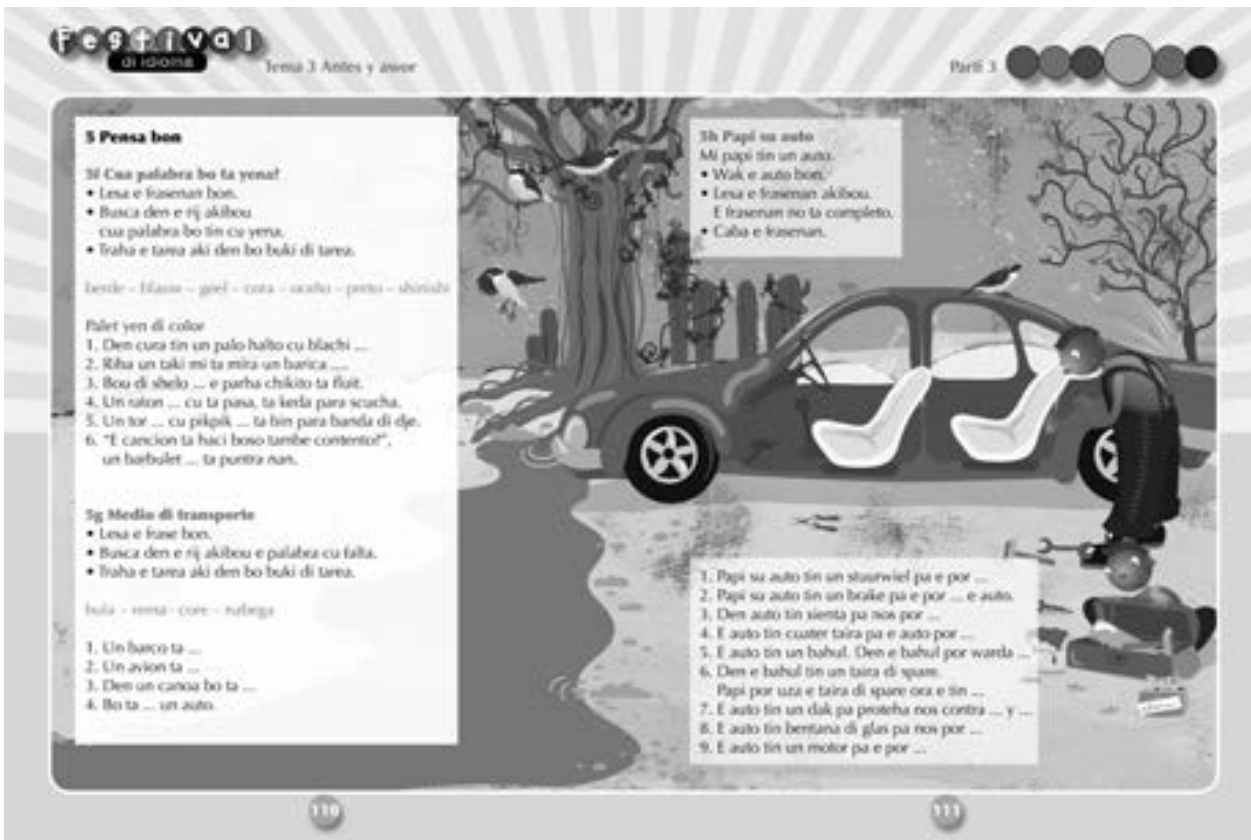 Festival
di idioma
Tema 3 Antes y awor
Parti 3
5 Pensa bon
5f Cua palabra bo ta yena?
• Lesa e frasenan bon.
• Busca den e rij akibou
cua palabra bo tin cu yena.
• Traha e tarea aki den bo buki di tarea.
berde – blauw – geel – cora – oraño – preto – shinishi
Palet yen di color
1. Den cura tin un palo halto cu blachi ...
2. Riba un taki mi ta mira un barica ....
3. Bou di shelo ... e parha chikito ta fluit.
4. Un raton ... cu ta pasa, ta keda para scucha.
5. Un tor ... cu pikpik ... ta bin para banda di dje.
6. "E cancion ta haci boso tambe contento?",
un barbulet ... ta puntra nan.
5g Medio di transporte
• Lesa e frase bon.
• Busca den e rij akibou e palabra cu falta.
• Traha e tarea aki den bo buki di tarea.
bula – rema – core – nabega
1. Un barco ta ...
2. Un avion ta ...
3. Den un canoa bo ta ...
4. Bo ta ... un auto.
5h Papi su auto
Mi papi tin un auto.
• Wak e auto bon.
• Lesa e frasenan akibou.
E frasenan no ta completo.
• Caba e frasenan.
1. Papi su auto tin un stuurwiel pa e por ...
2. Papi su auto tin un brake pa e por ... e auto.
3. Den auto tin sienta pa nos por ...
4. E auto tin cuater taira pa e auto por ...
5. E auto tin un bahul. Den e bahul por warda ...
6. Den e bahul tin un taira di spare.
Papi por uza e taira di spare ora e tin ...
7. E auto tin un dak pa proteha nos contra ... y ...
8. E auto tin bentana di glas pa nos por ...
9. E auto tin un motor pa e por ...
110
111